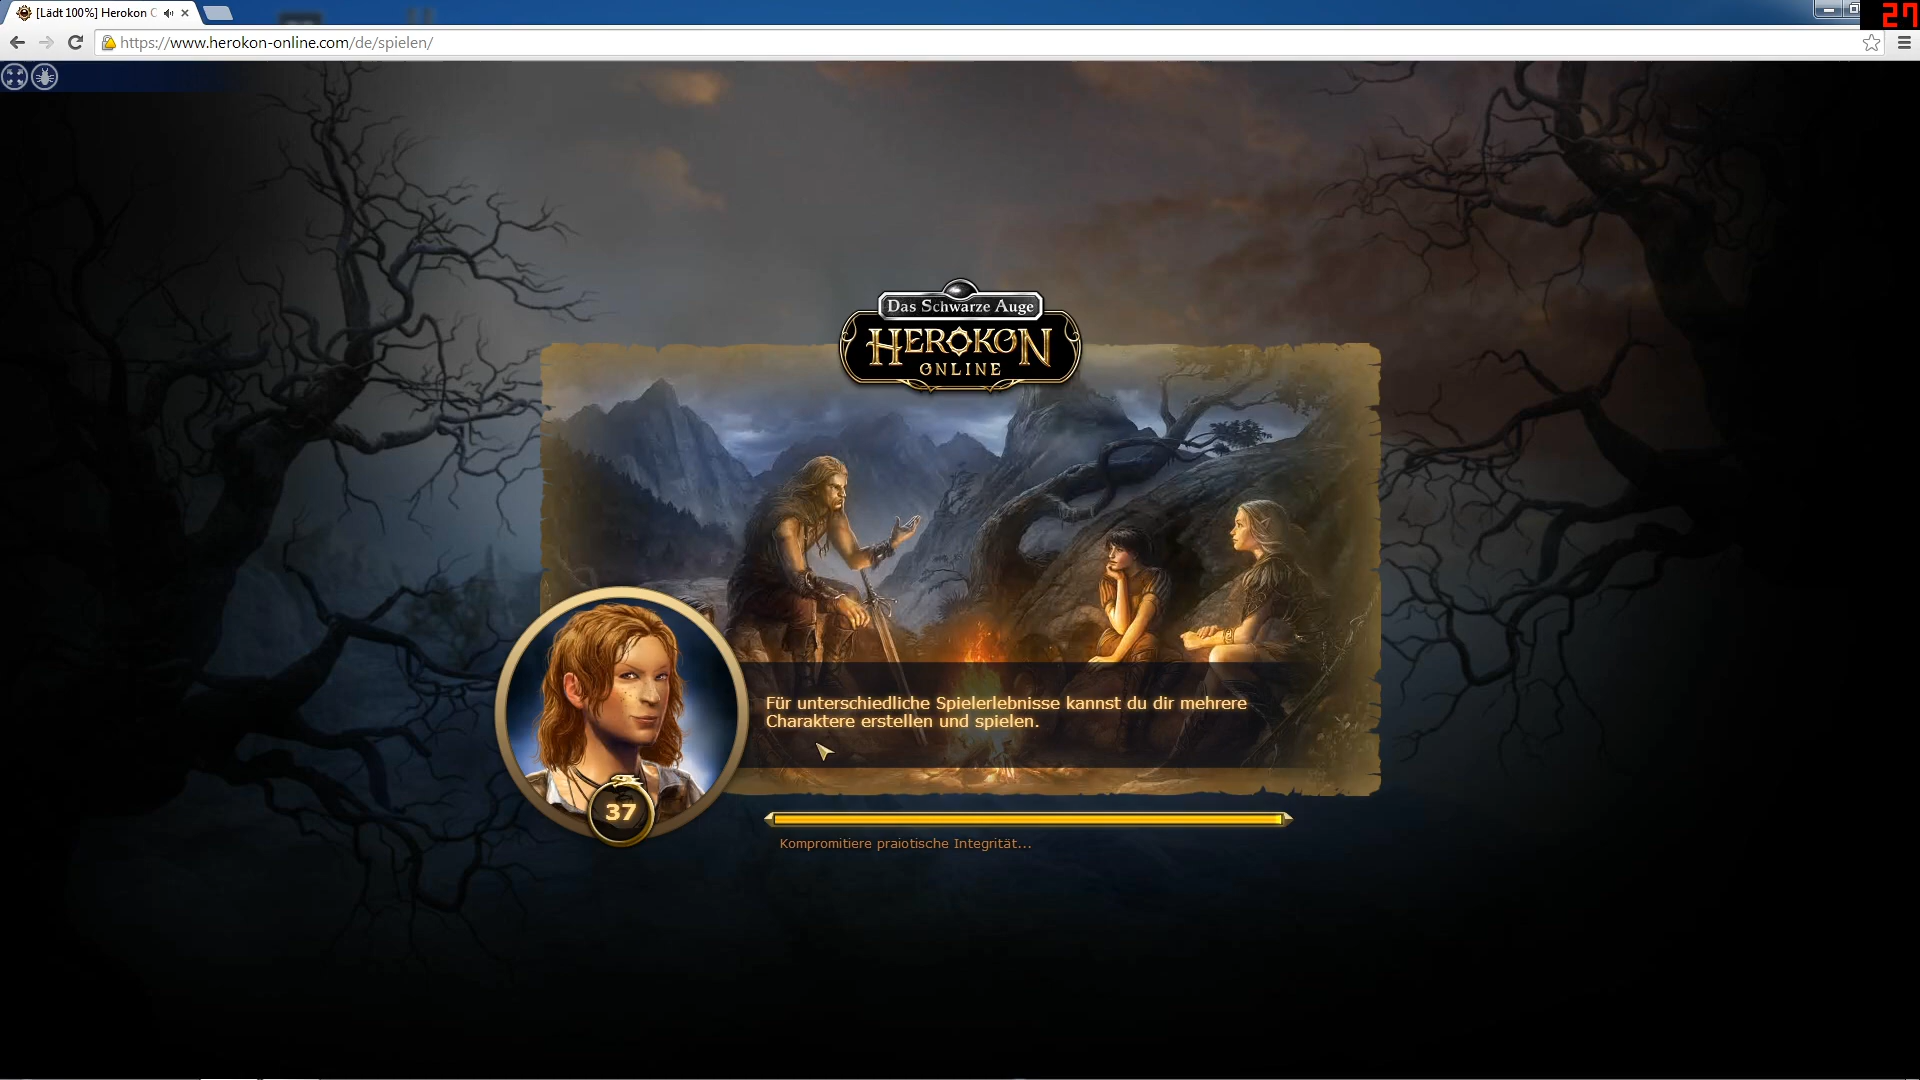 [Lädt 100%] Herokon O
27
https://www.herokon-online.com/de/spielen/
Das Schwarze Auge
HEROKON
ONLINE
Für unterschiedliche Spielerlebnisse kannst du dir mehrere
Charaktere erstellen und spielen.
37
Kompromitiere praiotische Integrität...